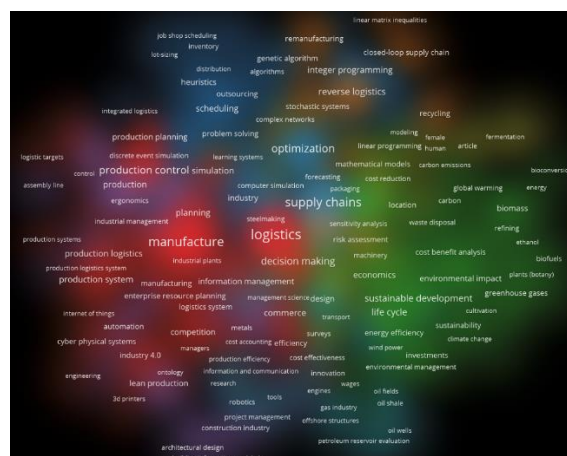 linear matrix inequalities
job shop scheduling
remanufacturing
inventory
lot-sizing
closed-loop supply chain
genetic algorithm
distribution
algorithms
integer programming
heuristics
outsourcing
reverse logistics
stochastic systems
integrated logistics
scheduling
recycling
complex networks
production planning
problem solving
modeling
female
fermentation
optimization
linear programming
human
article
logistic targets
discrete event simulation
learning systems
mathematical models
carbon emissions
control
production control
simulation
forecasting
cost reduction
bioconversi
assembly line
production
computer simulation
packaging
global warming
energy
ergonomics
industry
supply chains
location
carbon
biomass
planning
industrial management
steelmaking
sensitivity analysis
waste disposal
refining
production systems
manufacture
logistics
risk assessment
ethanol
production logistics
industrial plants
decision making
machinery
cost benefit analysis
biofuels
production logistics system
production system
manufacturing
information management
economics
environmental impact
plants (botany)
enterprise resource planning
management science
design
sustainable development
greenhouse gases
internet of things
logistics system
commerce
transport
life cycle
cultivation
automation
competition
metals
surveys
energy efficiency
sustainability
cyber physical systems
managers
cost accounting
efficiency
wind power
climate change
industry 4.0
production efficiency
cost effectiveness
investments
engineering
ontology
information and communication
innovation
environmental management
lean production
research
wages
3d printers
robotics
tools
engines
oil fields
gas industry
oil shale
project management
offshore structures
construction industry
oil wells
architectural design
petroleum reservoir evaluation